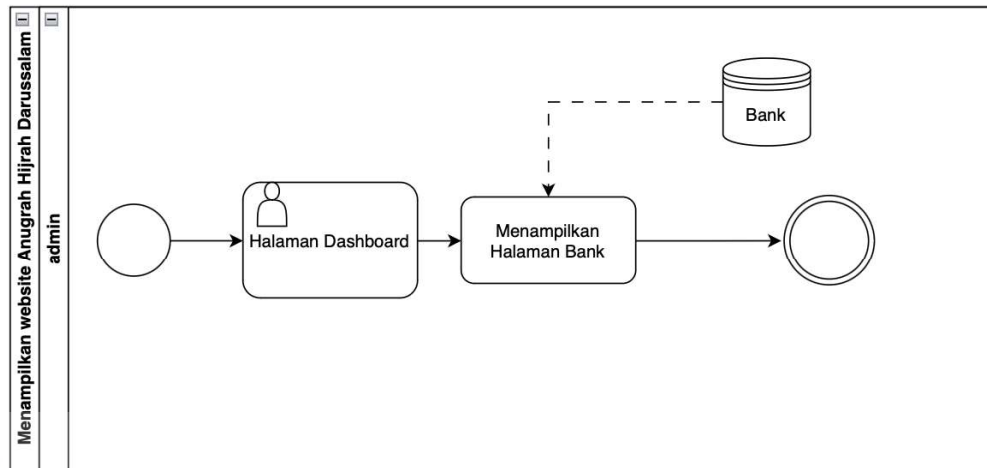 Menampilkan website Anugrah Hijrah Darussalam
admin
Bank
Halaman Dashboard
Menampilkan
Halaman Bank